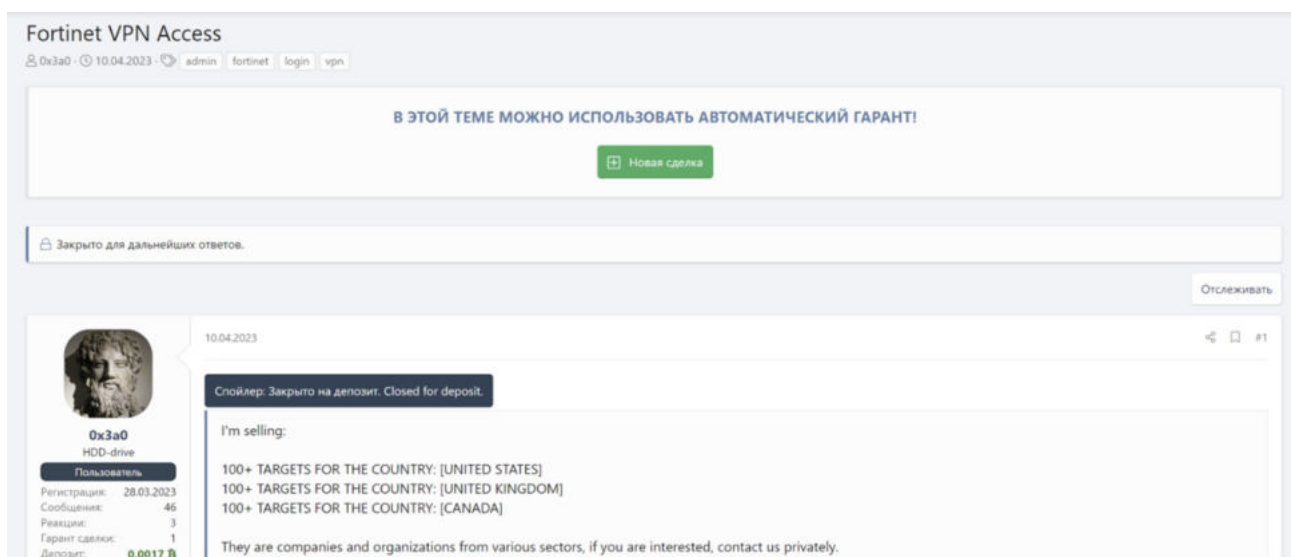 Fortinet VPN Access
0x3a0 · 10.04.2023 · admin fortinet login vpn
В ЭТОЙ ТЕМЕ МОЖНО ИСПОЛЬЗОВАТЬ АВТОМАТИЧЕСКИЙ ГАРАНТ!
Новая сделка
Закрыто для дальнейших ответов.
Отслеживать
10.04.2023 #1
Спойлер: Закрыто на депозит. Closed for deposit.
0x3a0
HDD-drive
Пользователь
Регистрация: 28.03.2023
Сообщения: 46
Реакции: 3
Гарант сделки: 1
Депозит: 0.0017 ₿
I'm selling:
100+ TARGETS FOR THE COUNTRY: [UNITED STATES]
100+ TARGETS FOR THE COUNTRY: [UNITED KINGDOM]
100+ TARGETS FOR THE COUNTRY: [CANADA]
They are companies and organizations from various sectors, if you are interested, contact us privately.